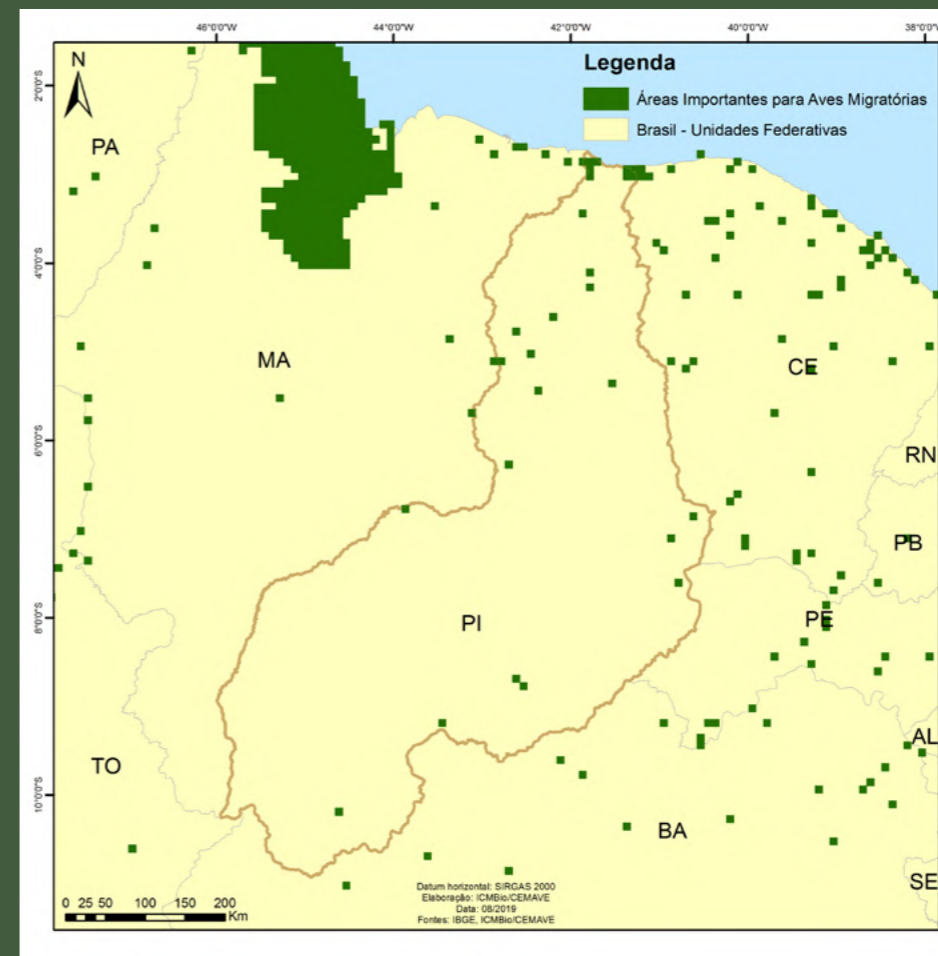 46°0'0"W 44°0'0"W 42°0'0"W 40°0'0"W 38°0'0"W
N
Legenda
Áreas Importantes para Aves Migratórias
Brasil - Unidades Federativas
2°0'0"S
PA
4°0'0"S
MA
CE
6°0'0"S
RN
PB
8°0'0"S
PI
PE
TO
AL
10°0'0"S
BA
SE
Datum horizontal: SIRGAS 2000
Elaboração: ICMBio/CEMAVE
Data: 08/2019
Fontes: IBGE, ICMBio/CEMAVE
0 25 50 100 150 200
Km